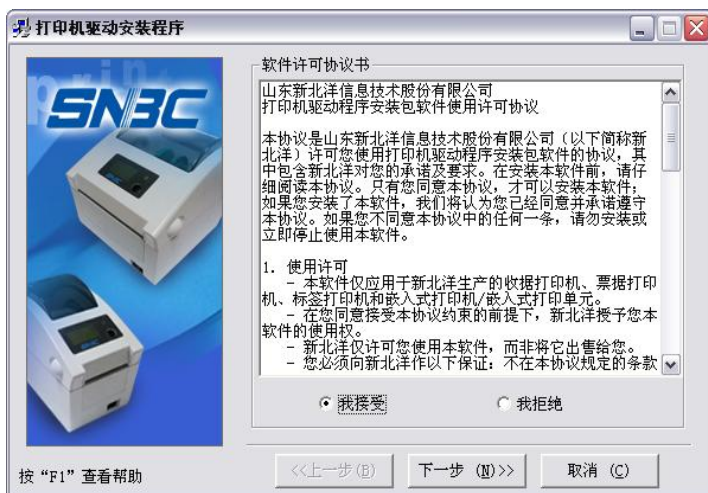 打印机驱动安装程序
print
SNBC
软件许可协议书
山东新北洋信息技术股份有限公司
打印机驱动程序安装包软件使用许可协议
本协议是山东新北洋信息技术股份有限公司（以下简称新
北洋）许可您使用打印机驱动程序安装包软件的协议，其
中包含新北洋对您的承诺及要求。在安装本软件前，请仔
细阅读本协议。只有您同意本协议，才可以安装本软件；
如果您安装了本软件，我们将认为您已经同意并承诺遵守
本协议。如果您不同意本协议中的任何一条，请勿安装或
立即停止使用本软件。
1. 使用许可
- 本软件仅应用于新北洋生产的收据打印机、票据打印
机、标签打印机和嵌入式打印机/嵌入式打印单元。
- 在您同意接受本协议约束的前提下，新北洋授予您本
软件的使用权。
- 新北洋仅许可您使用本软件，而非将它出售给您。
- 您必须向新北洋作以下保证：不在本协议规定的条款
我接受
我拒绝
按“F1”查看帮助
<<上一步(B)
下一步 (N)>>
取消 (C)